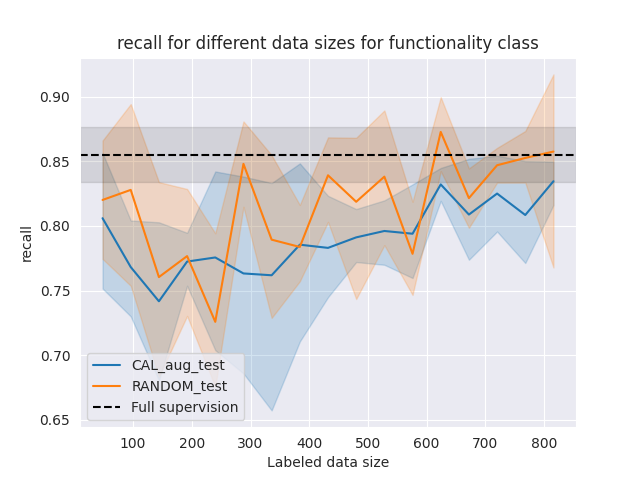 recall for different data sizes for functionality class
0.90
0.85
0.80
0.75
0.70
0.65
recall
CAL_aug_test
RANDOM_test
Full supervision
100 200 300 400 500 600 700 800
Labeled data size